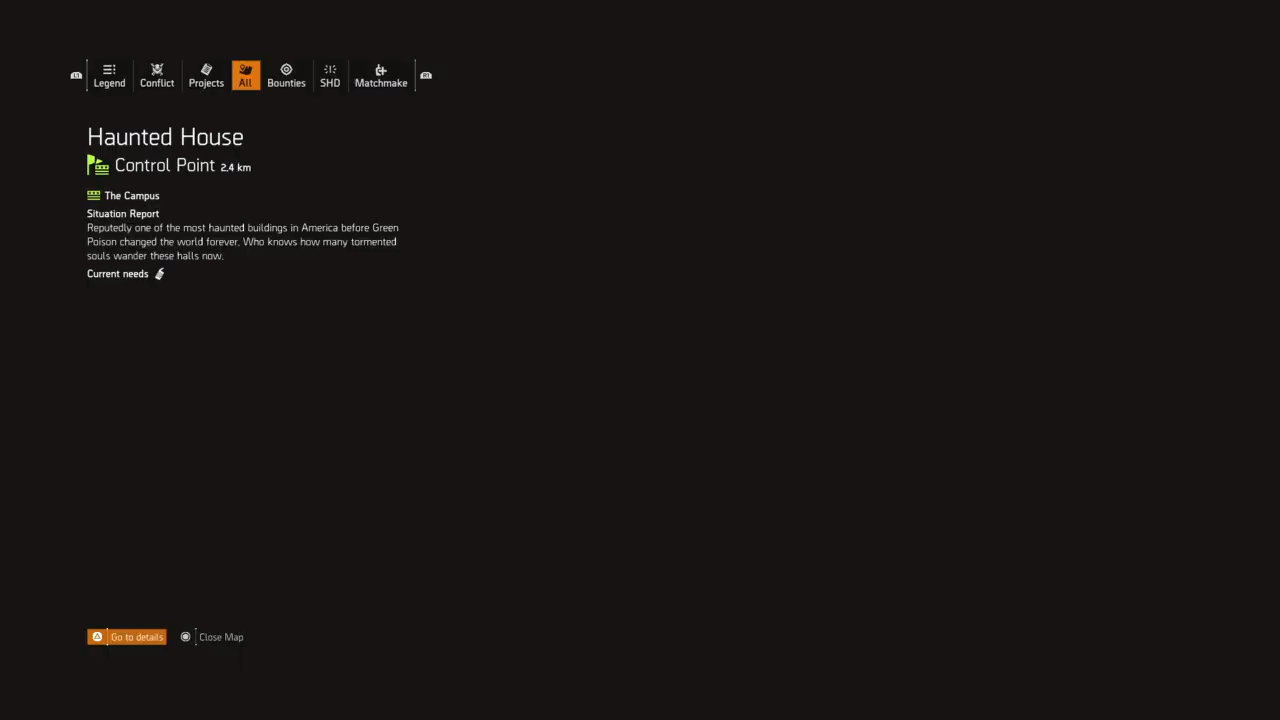 L1
Legend Conflict Projects All Bounties SHD Matchmake
R1
Haunted House
Control Point 2.4 km
The Campus
Situation Report
Reputedly one of the most haunted buildings in America before Green
Poison changed the world forever. Who knows how many tormented
souls wander these halls now.
Current needs
Go to details Close Map